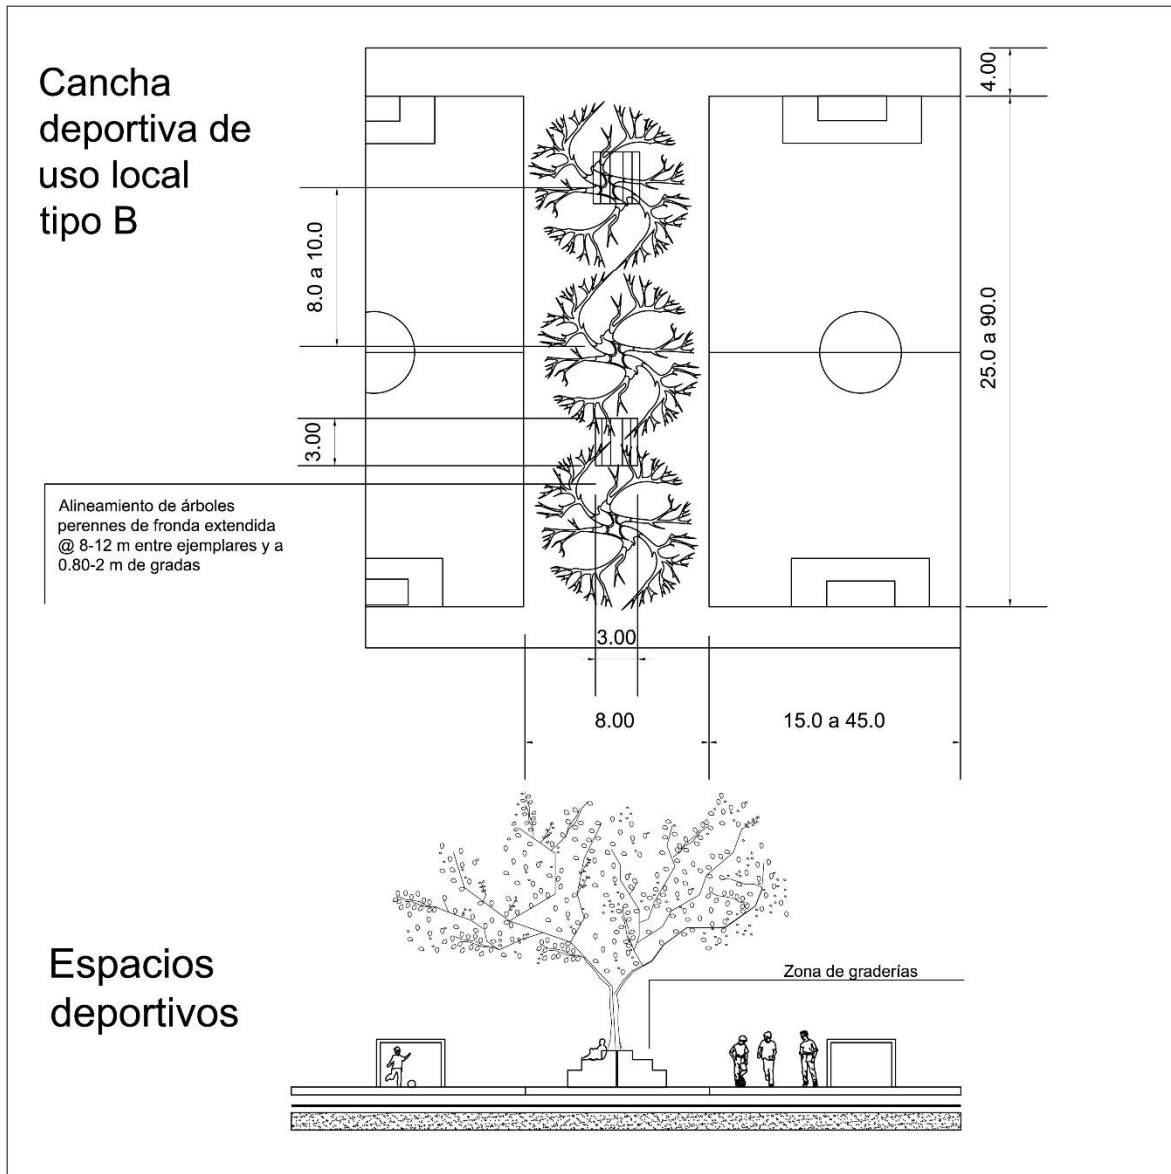 Cancha
deportiva de
uso local
tipo B
4.00
8.0 a 10.0
25.0 a 90.0
3.00
Alineamiento de árboles
perennes de fronda extendida
@ 8-12 m entre ejemplares y a
0.80-2 m de gradas
3.00
8.00
15.0 a 45.0
Espacios
deportivos
Zona de graderías